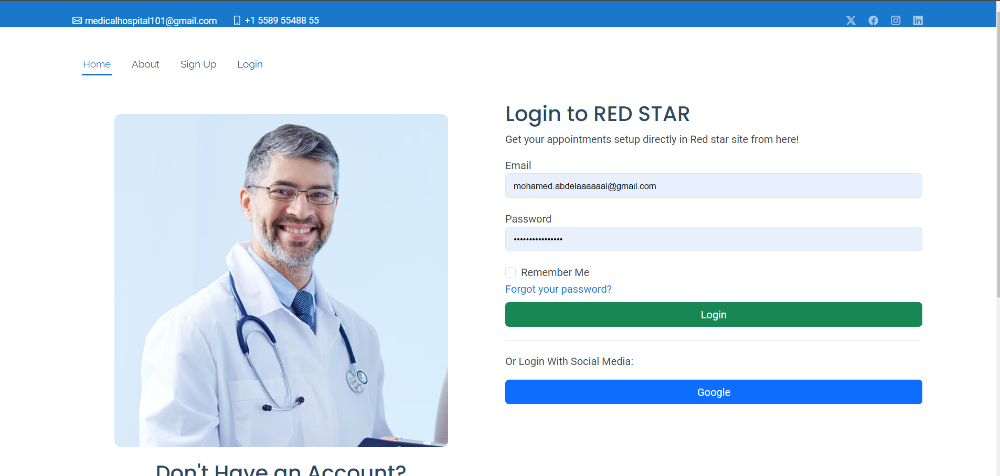 medicalhospital101@gmail.com +1 5589 55488 55
Home About Sign Up Login
Login to RED STAR
Get your appointments setup directly in Red star site from here!
Email
mohamed.abdelaaaaaal@gmail.com
Password
••••••••••••••••
Remember Me
Forgot your password?
Login
Or Login With Social Media:
Google
Don't Have an Account?